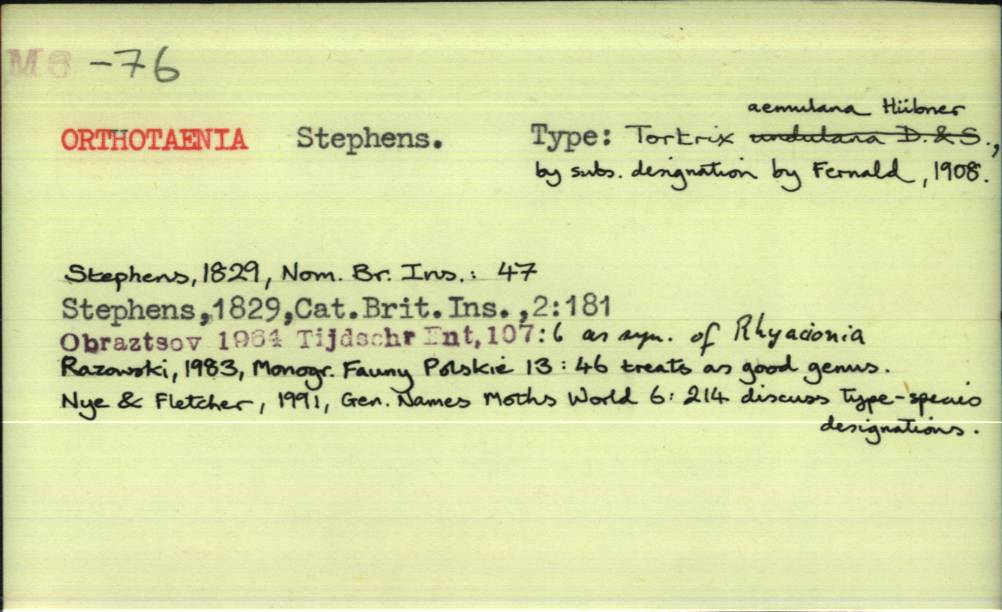 M6 -76
aemulana Hübner
ORTHOTAENIA Stephens. Type: Tortrix undulana D. & S.,
by subs. designation by Fernald, 1908.
Stephens, 1829, Nom. Br. Ins.: 47
Stephens,1829,Cat.Brit.Ins.,2:181
Obraztsov 1964 Tijdschr Ent,107:6 as syn. of Rhyacionia
Razowski, 1983, Monogr. Fauny Polskie 13:46 treats as good genus.
Nye & Fletcher, 1991, Gen. Names Moths World 6: 214 discuss type-species
designations.